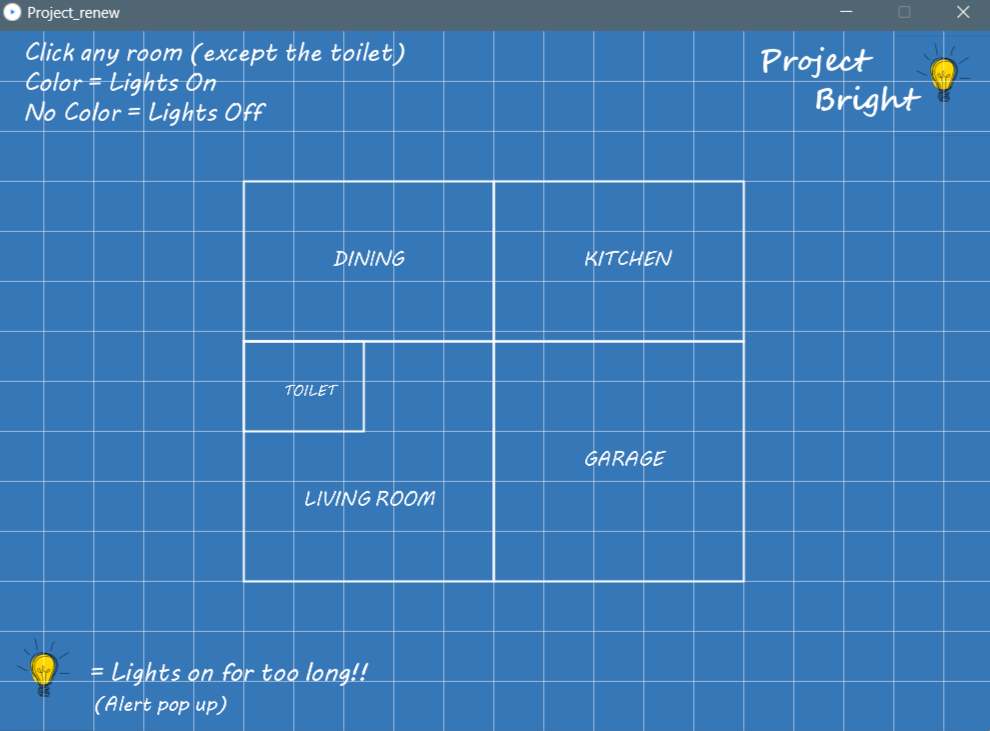 Project_renew
Click any room (except the toilet)
Color = Lights On
No Color = Lights Off
Project
Bright
DINING
KITCHEN
TOILET
GARAGE
LIVING ROOM
= Lights on for too long!!
(Alert pop up)